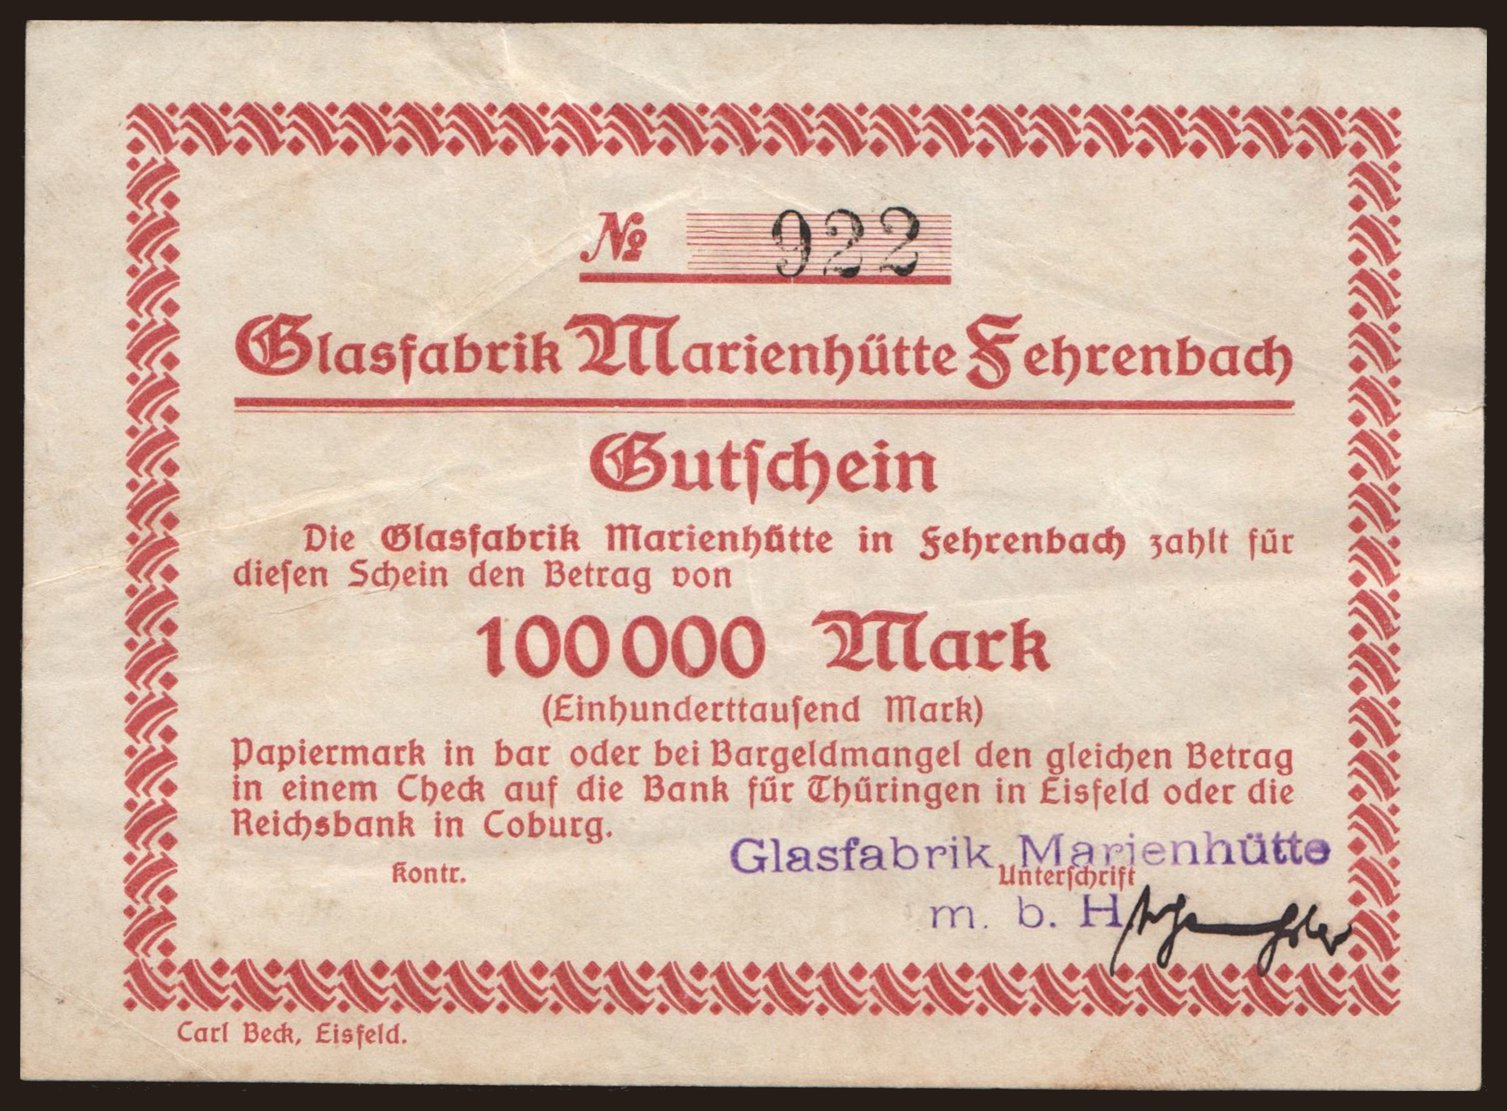 № 922
Glasfabrik Marienhütte Fehrenbach
Gutſchein
Die Glasfabrik Marienhütte in Fehrenbach zahlt für
dieſen Schein den Betrag von
100000 Mark
(Einhunderttauſend Mark)
Papiermark in bar oder bei Bargeldmangel den gleichen Betrag
in einem Check auf die Bank für Thüringen in Eisfeld oder die
Reichsbank in Coburg.
Glasfabrik Marienhütte
Kontr. Unterſchrift
m. b. H
Carl Beck, Eisfeld.